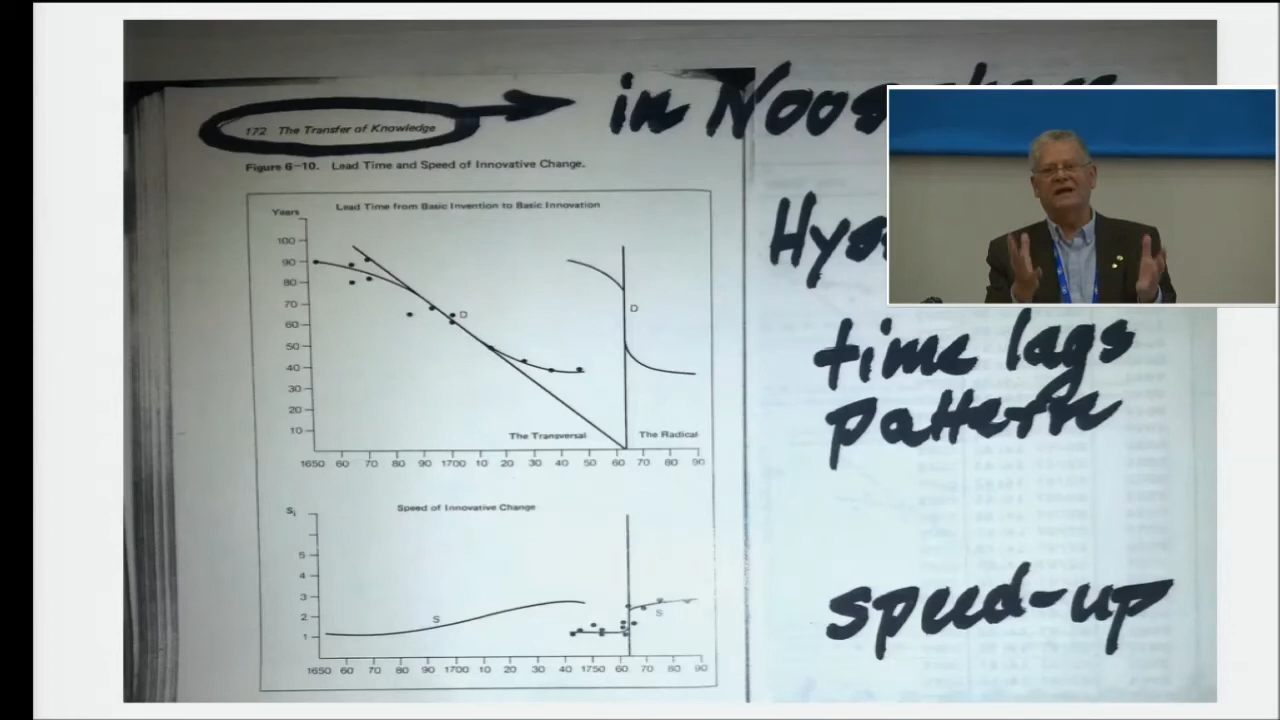 in
172 The Transfer of Knowledge
Figure 6-10. Lead Time and Speed of Innovative Change.
Lead Time from Basic Invention to Basic Innovation
Years
100
90
80
70
60
50
40
30
20
10
D
D
The Transversal
The Radical
1650 60 70 80 90 1700 10 20 30 40 50 60 70 80 90
time lags
pattern
Speed of Innovative Change
Si
5
4
3
2
1
S
S
1650 60 70 80 90 1700 10 20 30 40 1750 60 70 80 90
speed-up